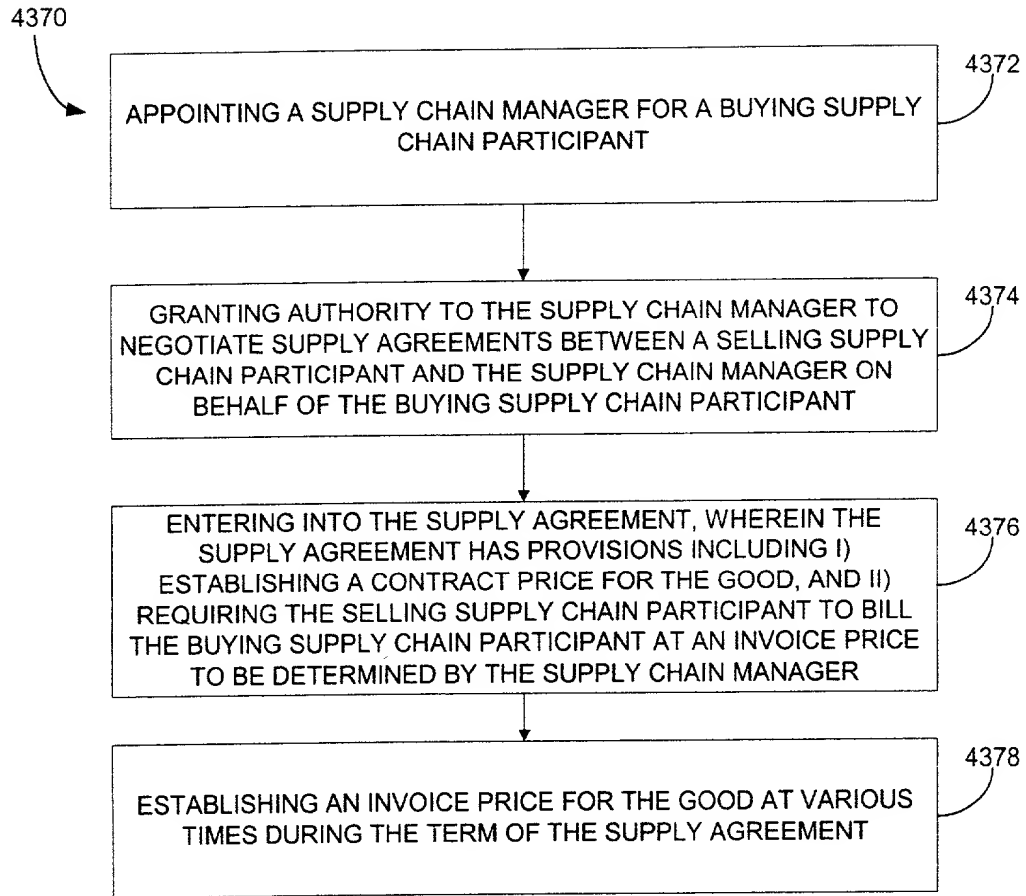 4370
4372
APPOINTING A SUPPLY CHAIN MANAGER FOR A BUYING SUPPLY
CHAIN PARTICIPANT
4374
GRANTING AUTHORITY TO THE SUPPLY CHAIN MANAGER TO
NEGOTIATE SUPPLY AGREEMENTS BETWEEN A SELLING SUPPLY
CHAIN PARTICIPANT AND THE SUPPLY CHAIN MANAGER ON
BEHALF OF THE BUYING SUPPLY CHAIN PARTICIPANT
4376
ENTERING INTO THE SUPPLY AGREEMENT, WHEREIN THE
SUPPLY AGREEMENT HAS PROVISIONS INCLUDING I)
ESTABLISHING A CONTRACT PRICE FOR THE GOOD, AND II)
REQUIRING THE SELLING SUPPLY CHAIN PARTICIPANT TO BILL
THE BUYING SUPPLY CHAIN PARTICIPANT AT AN INVOICE PRICE
TO BE DETERMINED BY THE SUPPLY CHAIN MANAGER
4378
ESTABLISHING AN INVOICE PRICE FOR THE GOOD AT VARIOUS
TIMES DURING THE TERM OF THE SUPPLY AGREEMENT